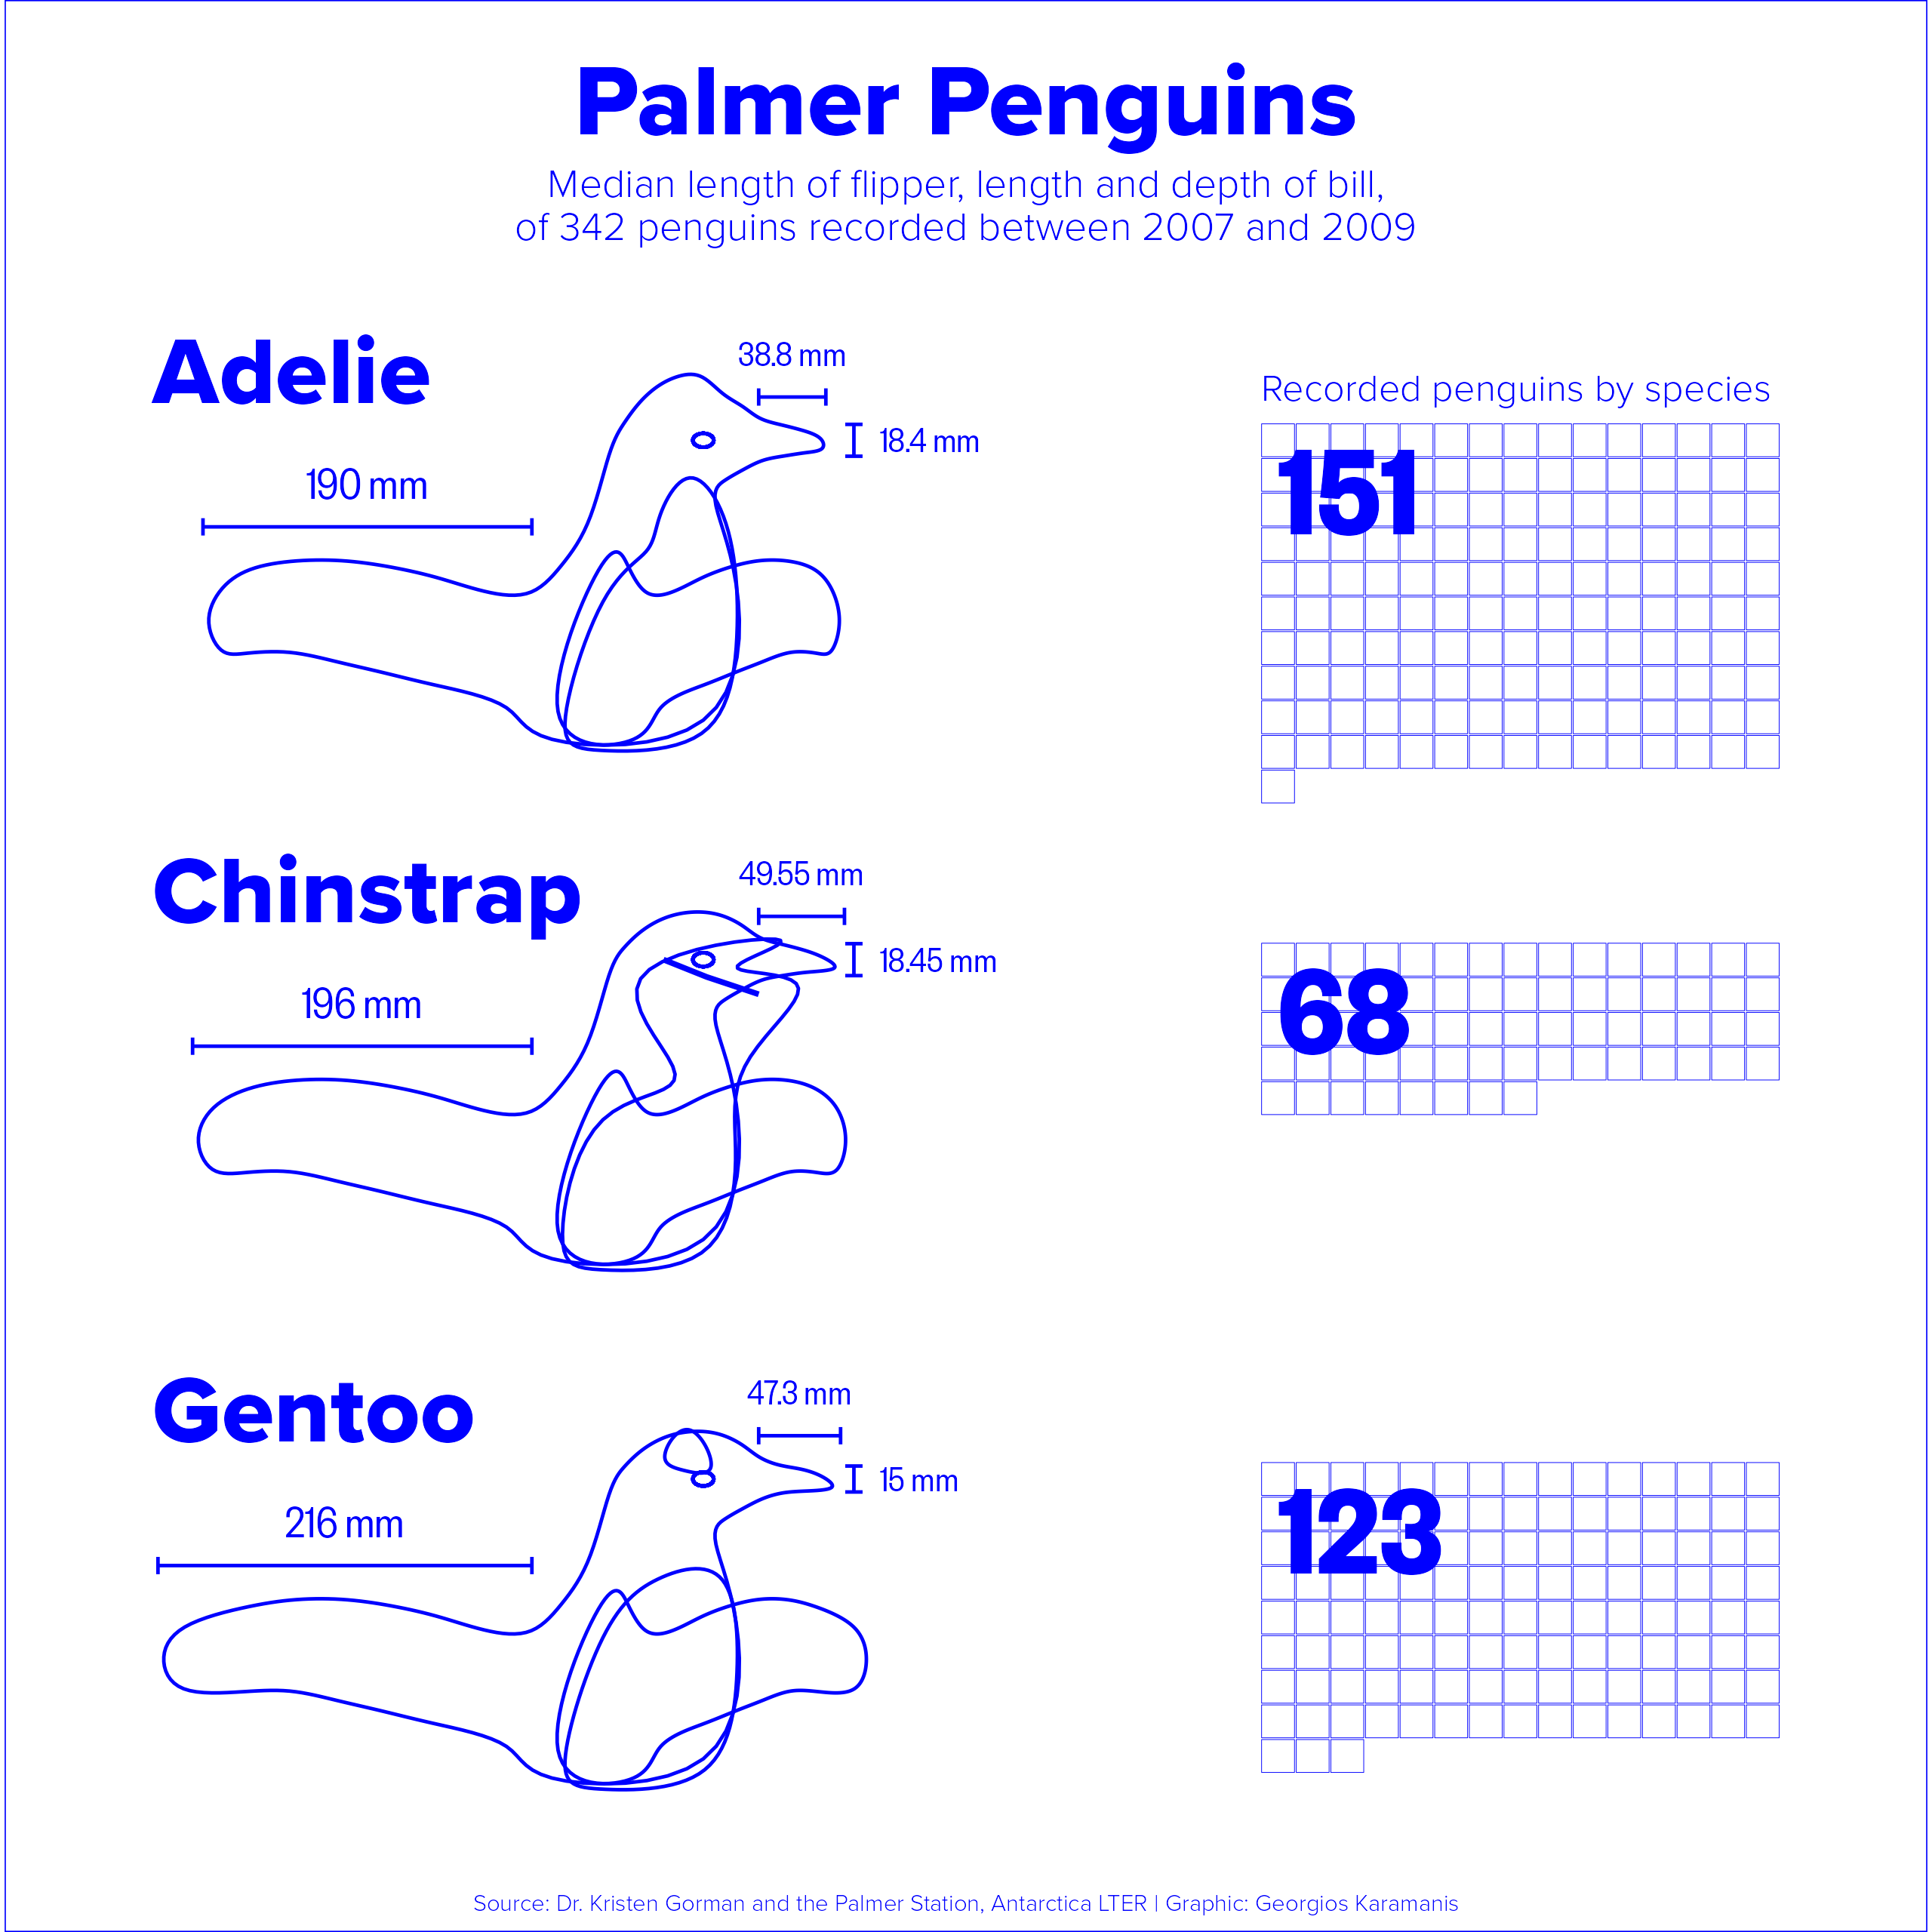 Palmer Penguins
Median length of flipper, length and depth of bill,
of 342 penguins recorded between 2007 and 2009
Adelie
38.8 mm
18.4 mm
190 mm
Recorded penguins by species
151
Chinstrap
49.55 mm
18.45 mm
196 mm
68
Gentoo
47.3 mm
15 mm
216 mm
123
Source: Dr. Kristen Gorman and the Palmer Station, Antarctica LTER | Graphic: Georgios Karamanis